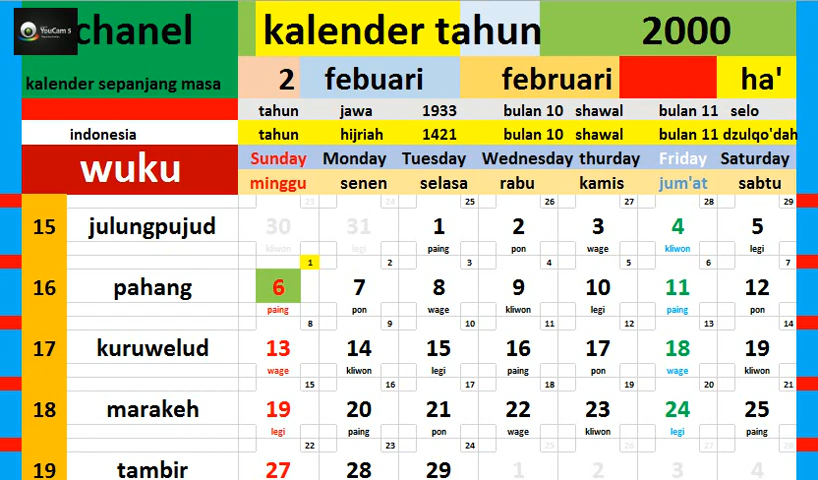 YouCam 5
chanel kalender tahun 2000
kalender sepanjang masa 2 febuari februari ha'
tahun jawa 1933 bulan 10 shawal bulan 11 selo
indonesia tahun hijriah 1421 bulan 10 shawal bulan 11 dzulqo'dah
wuku Sunday Monday Tuesday Wednesday thurday Friday Saturday
minggu senen selasa rabu kamis jum'at sabtu
23 24 25 26 27 28 29
15 julungpujud 30 31 1 2 3 4 5
kliwon legi paing pon wage kliwon legi
1 2 3 4 5 6 7
16 pahang 6 7 8 9 10 11 12
paing pon wage kliwon legi paing pon
8 9 10 11 12 13 14
17 kuruwelud 13 14 15 16 17 18 19
wage kliwon legi paing pon wage kliwon
15 16 17 18 19 20 21
18 marakeh 19 20 21 22 23 24 25
legi paing pon wage kliwon legi paing
22 23 24 25 26 27 28
19 tambir 27 28 29 1 2 3 4